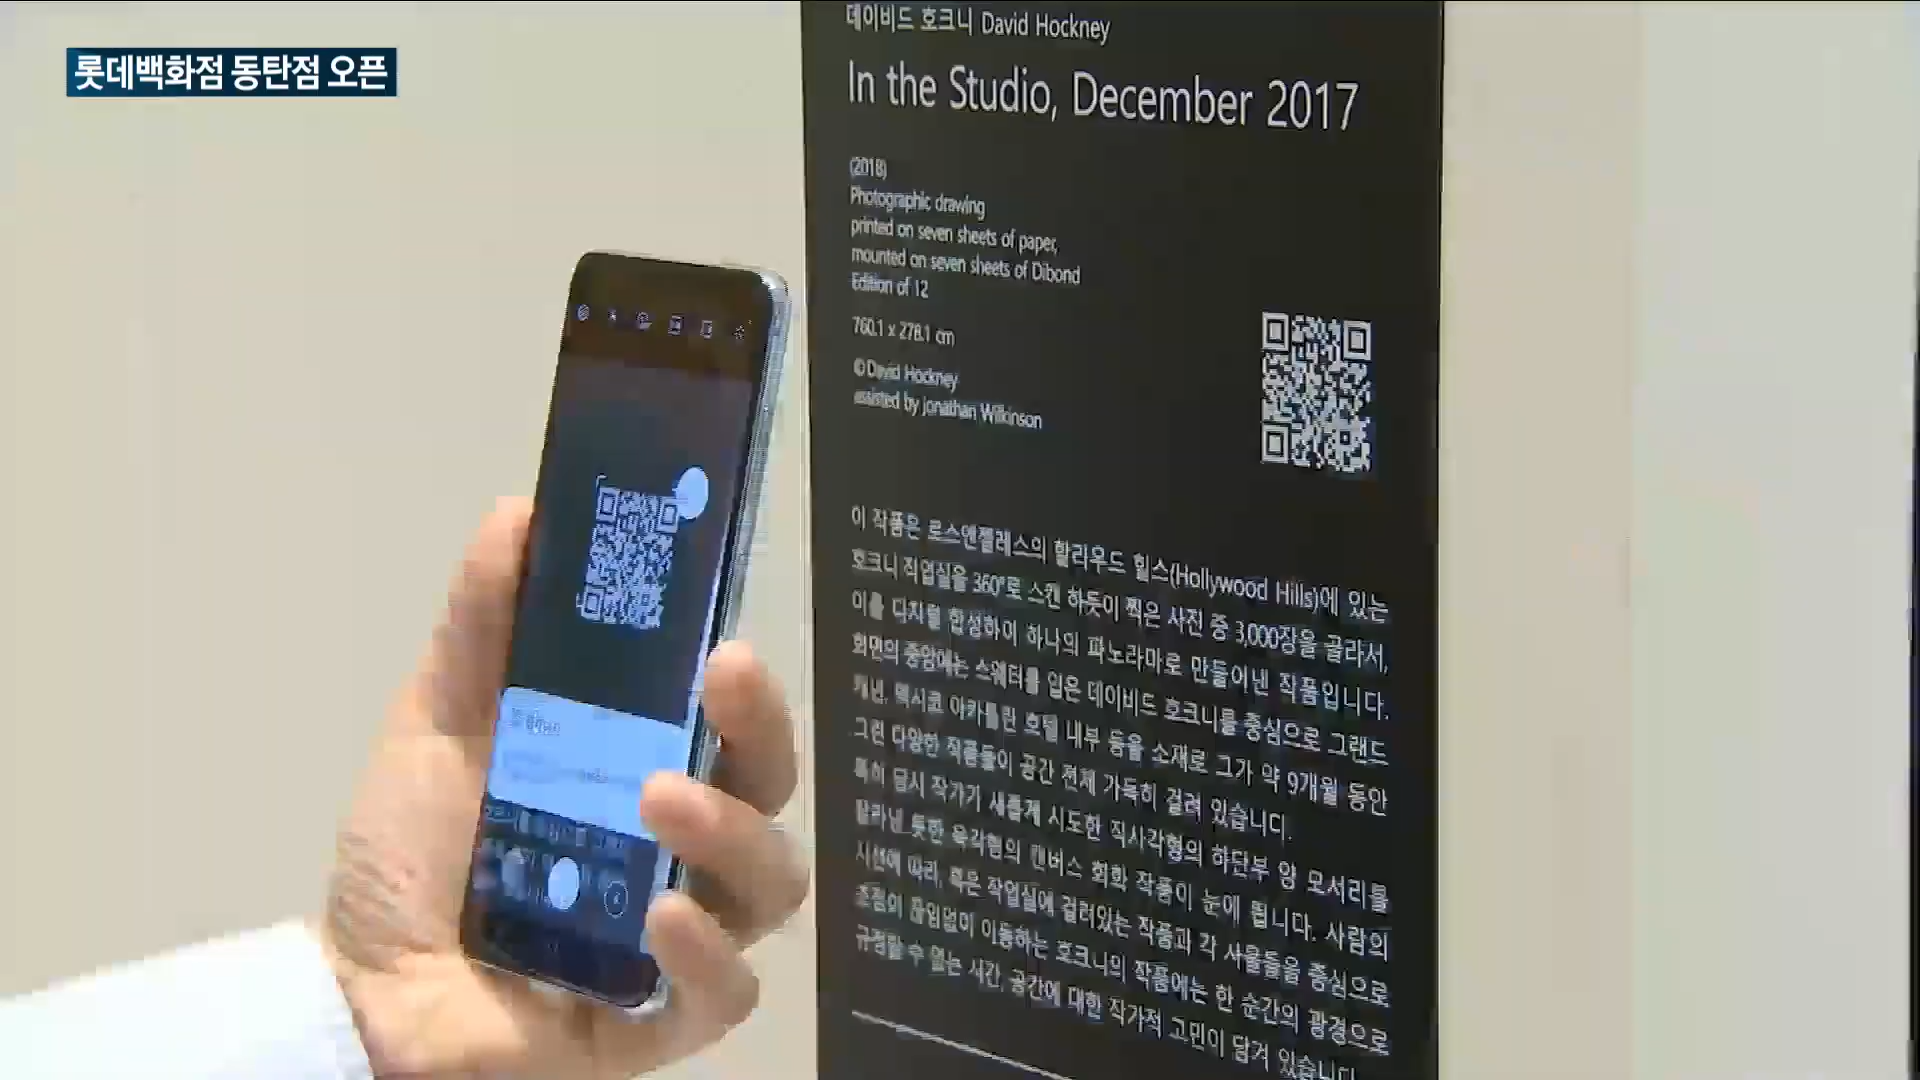 롯데백화점 동탄점 오픈
데이비드 호크니 David Hockney
In the Studio, December 2017
(2018)
Photographic drawing
printed on seven sheets of paper,
mounted on seven sheets of Dibond
Edition of 12
760.1 x 278.1 cm
©David Hockney
assisted by Jonathan Wilkinson
이 작품은 로스앤젤레스의 할리우드 힐스(Hollywood Hills)에 있는
호크니 작업실을 360°로 스캔 하듯이 찍은 사진 중 3,000장을 골라서,
이를 디지털 합성하여 하나의 파노라마로 만들어낸 작품입니다.
화면의 중앙에는 스웨터를 입은 데이비드 호크니를 중심으로 그랜드
캐년, 멕시코 아카틀란 호텔 내부 등을 소재로 그가 약 9개월 동안
그린 다양한 작품들이 공간 전체 가득히 걸려 있습니다.
특히 당시 작가가 새롭게 시도한 직사각형의 하단부 양 모서리를
잘라낸 듯한 육각형의 캔버스 회화 작품이 눈에 띕니다. 사람의
시선에 따라, 혹은 작업실에 걸려있는 작품과 각 사물들을 중심으로
초점이 끊임없이 이동하는 호크니의 작품에는 한 순간의 광경으로
규정할 수 없는 시간, 공간에 대한 작가적 고민이 담겨 있습니다.